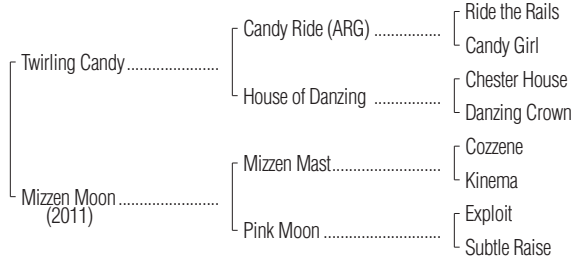 Ride the Rails
Candy Ride (ARG) ................
Candy Girl
Twirling Candy ......................
Chester House
House of Danzing ................
Danzing Crown
Cozzene
Mizzen Mast ..........................
Kinema
Mizzen Moon ........................
(2011)
Exploit
Pink Moon ............................
Subtle Raise